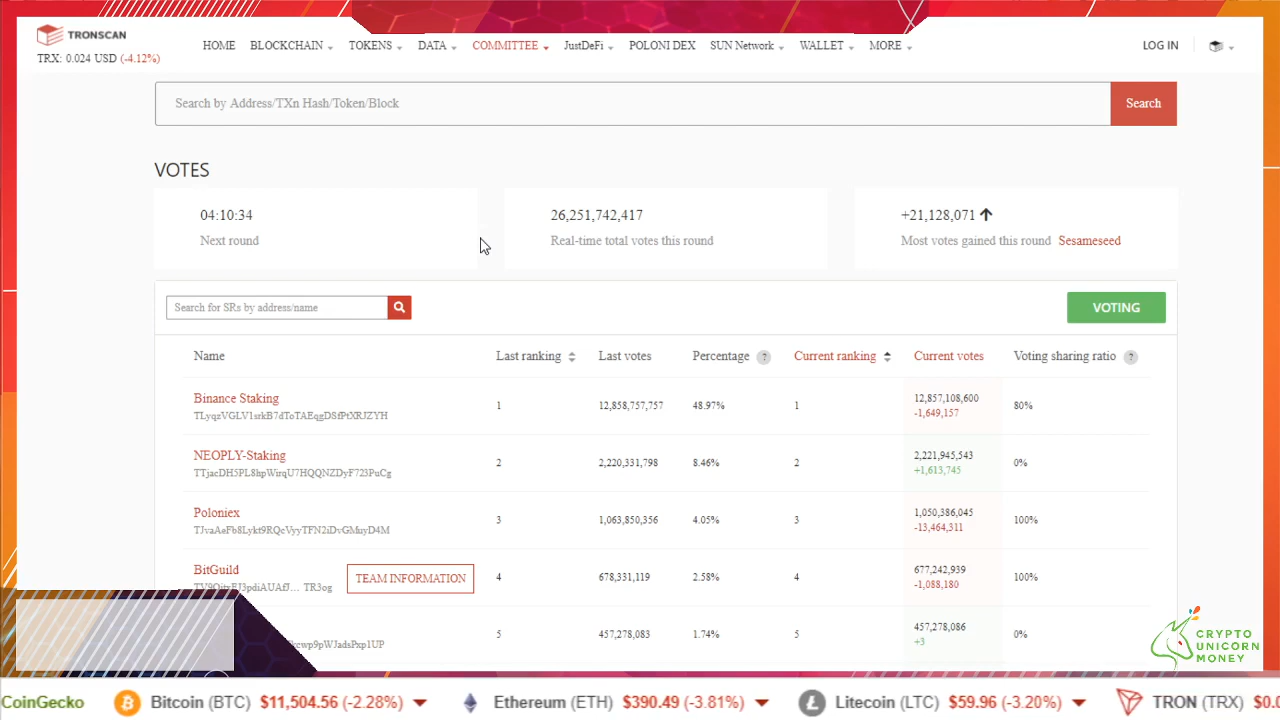 TRONSCAN
TRX: 0.024 USD (-4.12%)
HOME BLOCKCHAIN TOKENS DATA COMMITTEE JustDeFi POLONI DEX SUN Network WALLET MORE LOG IN
Search by Address/TXn Hash/Token/Block Search
VOTES
04:10:34 26,251,742,417 +21,128,071
Next round Real-time total votes this round Most votes gained this round Sesameseed
Search for SRs by address/name VOTING
Name Last ranking Last votes Percentage ? Current ranking Current votes Voting sharing ratio ?
Binance Staking 1 12,858,757,757 48.97% 1 12,857,108,600 80%
TLyqzVGLV1srkB7dToTAEqgDSfPtXRJZYH -1,649,157
NEOPLY-Staking 2 2,220,331,798 8.46% 2 2,221,945,543 0%
TTjacDH5PL8hpWirqU7HQQNZDyF723PuCg +1,613,745
Poloniex 3 1,063,850,356 4.05% 3 1,050,386,045 100%
TJvaAeFb8Lykt9RQcVyyTFN2iDvGMuyD4M -13,464,311
BitGuild TEAM INFORMATION 4 678,331,119 2.58% 4 677,242,939 100%
TR3og -1,088,180
5 457,278,083 1.74% 5 457,278,086 0%
+3
CRYPTO
UNICORN
MONEY
CoinGecko Bitcoin (BTC) $11,504.56 (-2.28%) Ethereum (ETH) $390.49 (-3.81%) Litecoin (LTC) $59.96 (-3.20%) TRON (TRX) $0.